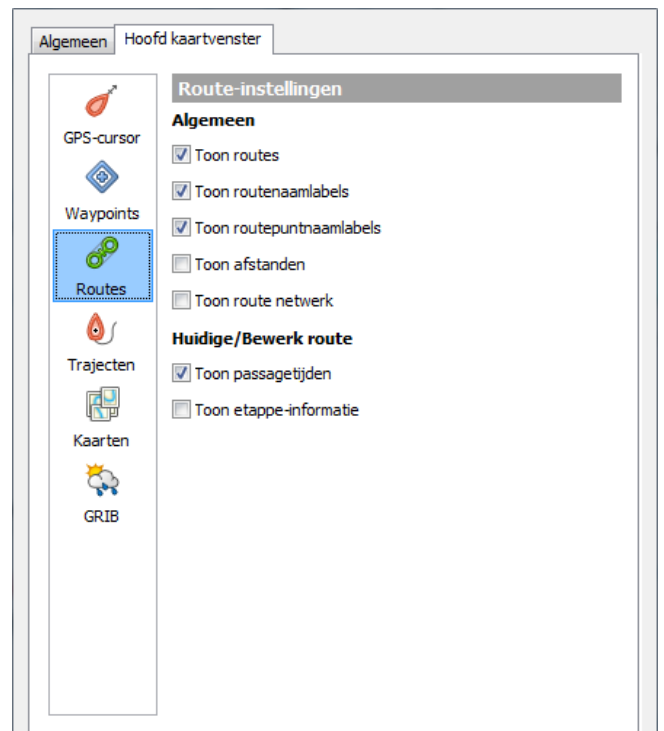 Algemeen
Hoofd kaartvenster
GPS-cursor
Waypoints
Routes
Trajecten
Kaarten
GRIB
Route-instellingen
Algemeen
Toon routes
Toon routenaamlabels
Toon routepuntnaamlabels
Toon afstanden
Toon route netwerk
Huidige/Bewerk route
Toon passagetijden
Toon etappe-informatie